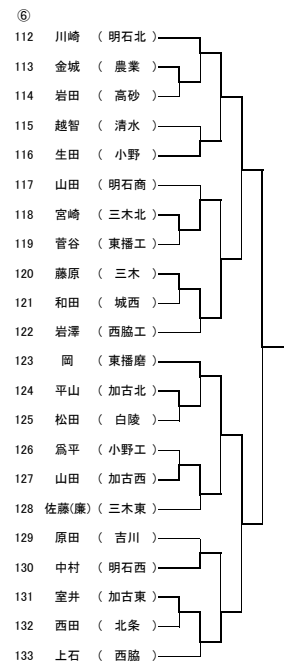 ⑥
112 川崎 ( 明石北 )
113 金城 ( 農業 )
114 岩田 ( 高砂 )
115 越智 ( 清水 )
116 生田 ( 小野 )
117 山田 ( 明石商 )
118 宮崎 ( 三木北 )
119 菅谷 ( 東播工 )
120 藤原 ( 三木 )
121 和田 ( 城西 )
122 岩澤 ( 西脇工 )
123 岡 ( 東播磨 )
124 平山 ( 加古北 )
125 松田 ( 白陵 )
126 爲平 ( 小野工 )
127 山田 ( 加古西 )
128 佐藤(廉) ( 三木東 )
129 原田 ( 吉川 )
130 中村 ( 明石西 )
131 室井 ( 加古東 )
132 西田 ( 北条 )
133 上石 ( 西脇 )